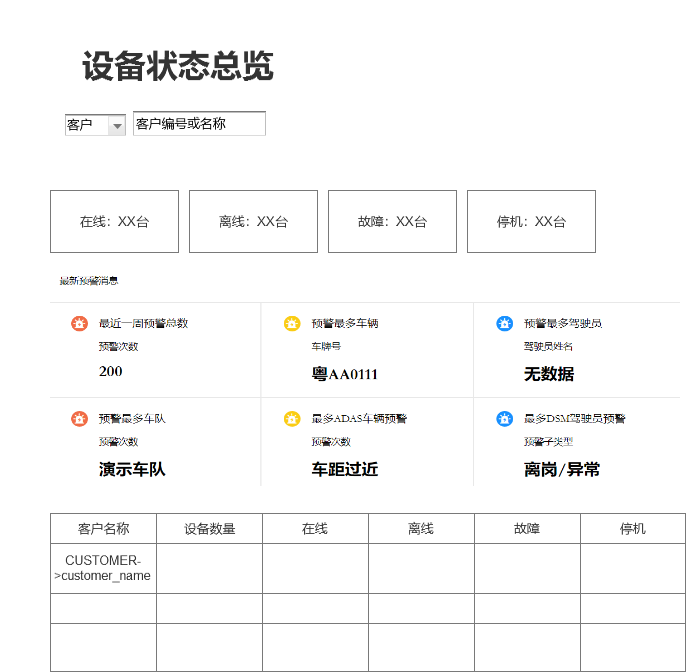 设备状态总览
客户 客户编号或名称
在线：XX台 离线：XX台 故障：XX台 停机：XX台
最新预警消息
最近一周预警总数 预警最多车辆 预警最多驾驶员
预警次数 车牌号 驾驶员姓名
200 粤AA0111 无数据
预警最多车队 最多ADAS车辆预警 最多DSM驾驶员预警
预警次数 预警次数 预警子类型
演示车队 车距过近 离岗/异常
客户名称 设备数量 在线 离线 故障 停机
CUSTOMER-
>customer_name